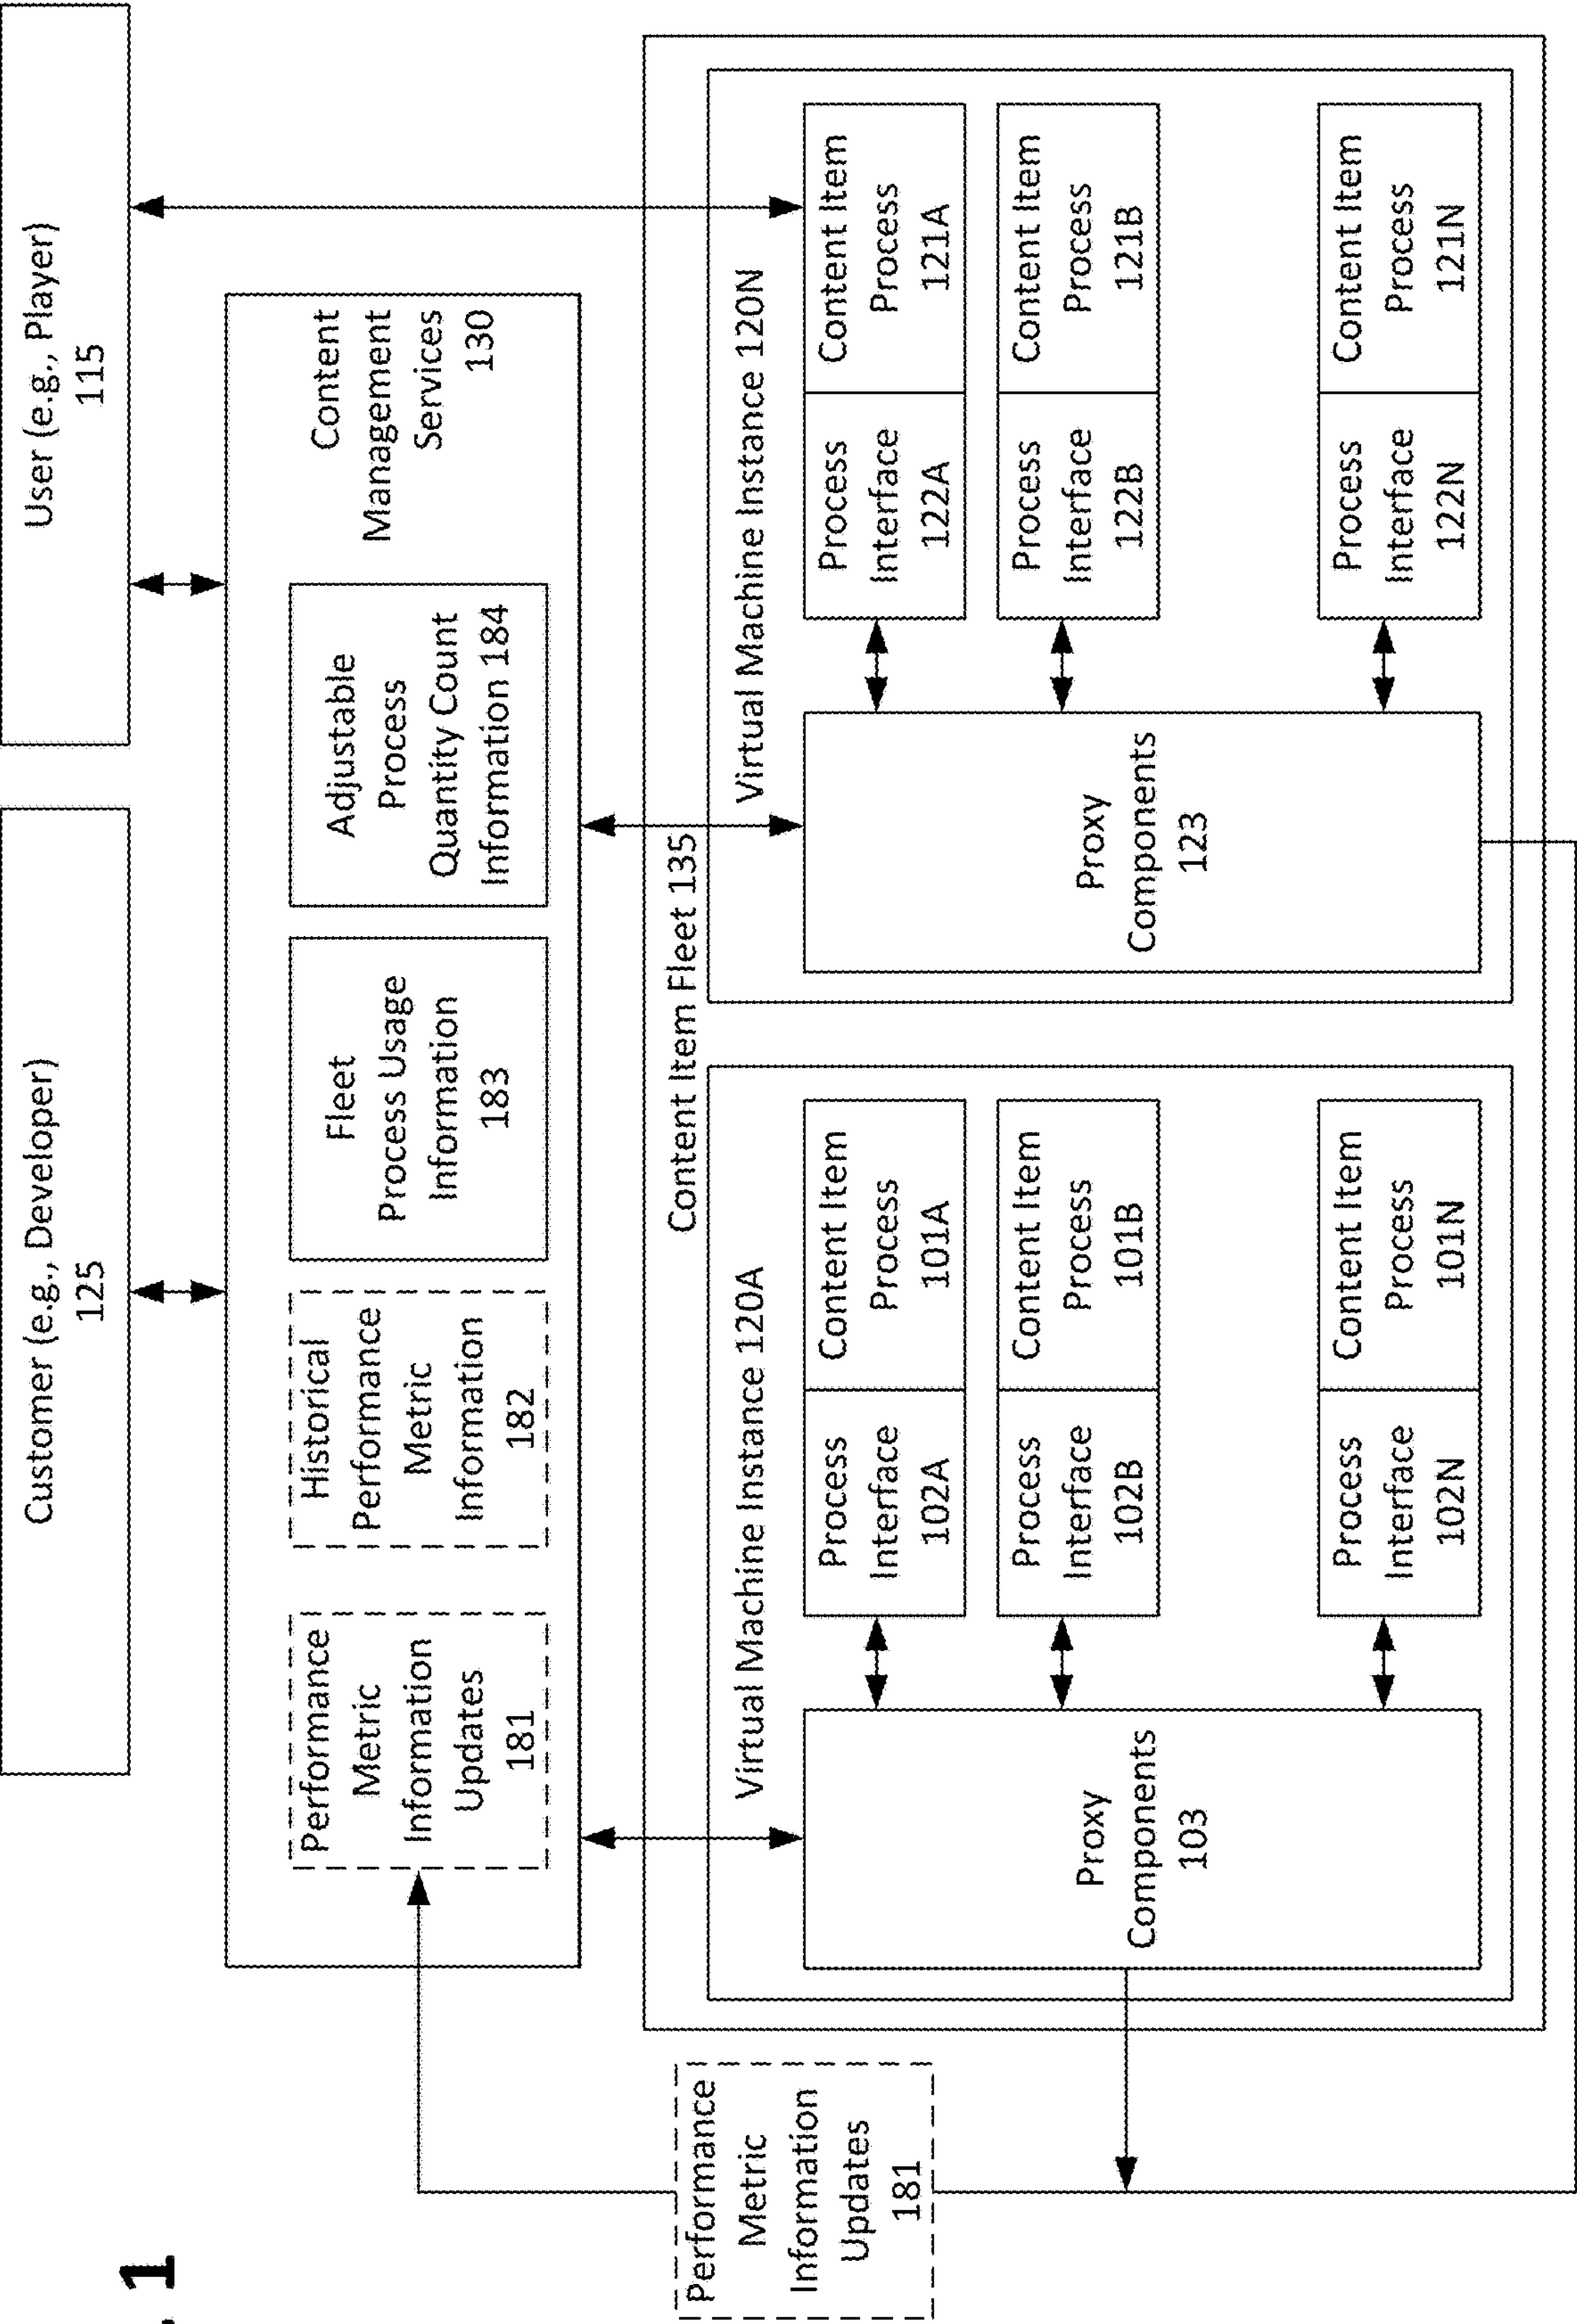 . 1
Customer (e.g., Developer)
125
User (e.g., Player)
115
Performance
Metric
Information
Updates
181
Historical
Performance
Metric
Information
182
Fleet
Process Usage
Information
183
Adjustable
Process
Quantity Count
Information 184
Content
Management
Services
130
Performance
Metric
Information
Updates
181
Content Item Fleet 135
Virtual Machine Instance 120A
Proxy
Components
103
Process
Interface
102A
Content Item
Process
101A
Process
Interface
102B
Content Item
Process
101B
Process
Interface
102N
Content Item
Process
101N
Virtual Machine Instance 120N
Proxy
Components
123
Process
Interface
122A
Content Item
Process
121A
Process
Interface
122B
Content Item
Process
121B
Process
Interface
122N
Content Item
Process
121N